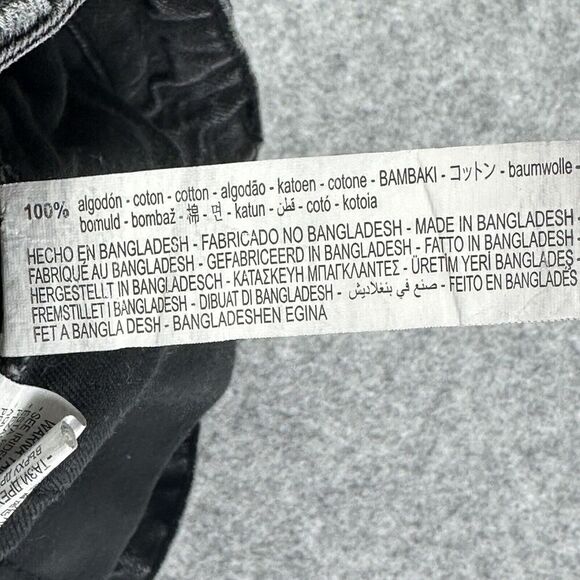 100% algodón - coton - cotton - algodão - katoen - cotone - BAMBAKI - コットン - baumwolle -
bomuld - bombaž - 棉 - 면 - katun - قطن - cotó - kotoia
HECHO EN BANGLADESH - FABRICADO NO BANGLADESH - MADE IN BANGLADESH -
FABRIQUÉ AU BANGLADESH - GEFABRICEERD IN BANGLADESH - FATTO IN BANGLADESH -
HERGESTELLT IN BANGLADESCH - ΚΑΤΑΣΚΕΥΗ ΜΠΑΓΚΛΑΝΤΕΣ - ÜRETİM YERİ BANGLADEŞ -
FREMSTILLET I BANGLADESH - DIBUAT DI BANGLADESH - صنع في بنغلاديش - FEITO EN BANGLADÉS
FET A BANGLA DESH - BANGLADESHEN EGINA